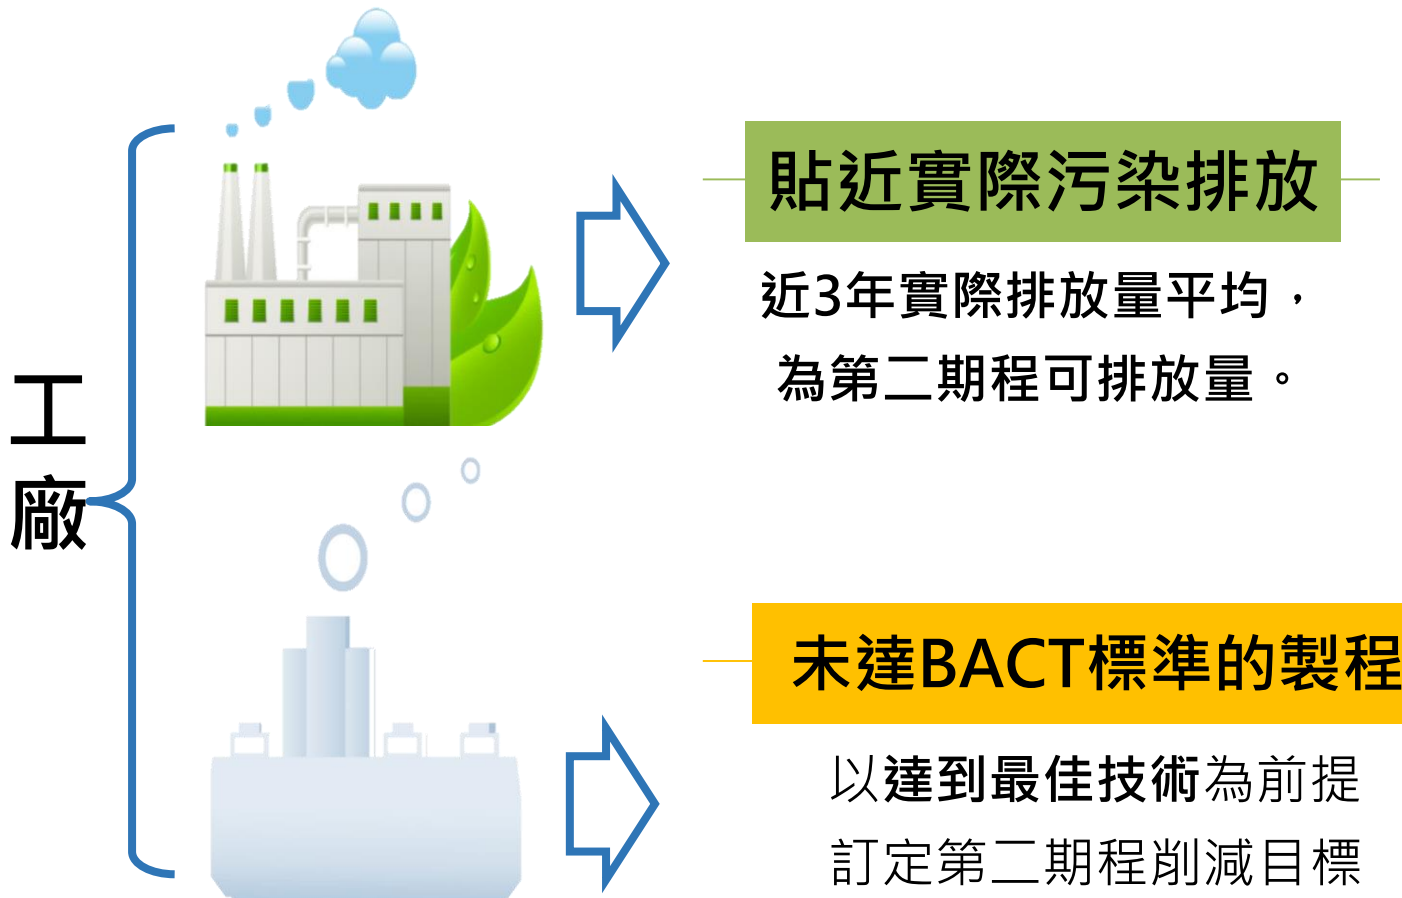 工
廠
貼近實際污染排放
近3年實際排放量平均，
為第二期程可排放量。
未達BACT標準的製程
以達到最佳技術為前提
訂定第二期程削減目標